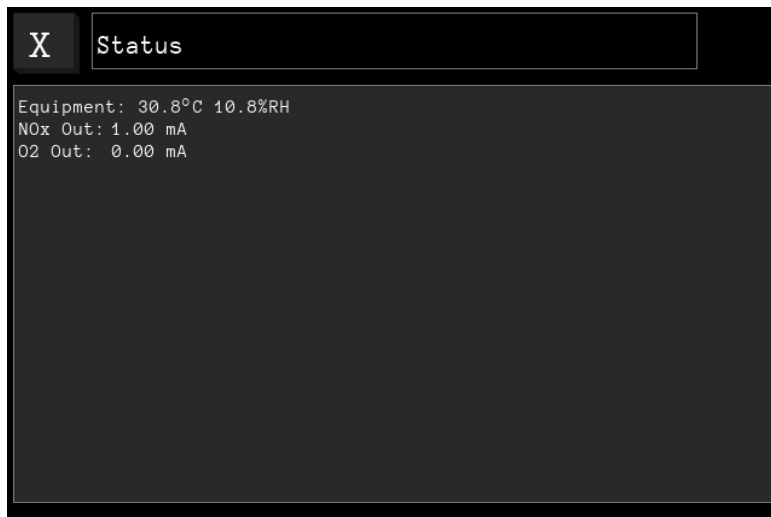 X
Status
Equipment: 30.8°C 10.8%RH
NOx Out: 1.00 mA
O2 Out: 0.00 mA